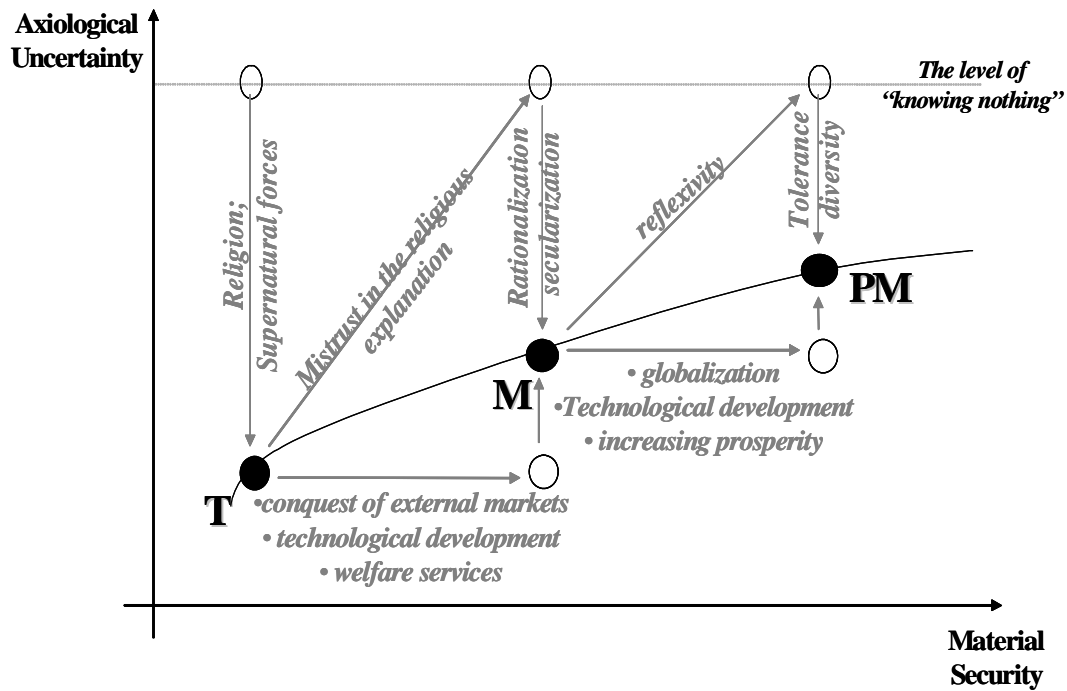 Axiological
Uncertainty
The level of
“knowing nothing”
Religion;
Supernatural forces
Mistrust in the religious
explanation
Rationalization
secularization
reflexivity
Tolerance
diversity
PM
M
• globalization
•Technological development
• increasing prosperity
T
•conquest of external markets
• technological development
• welfare services
Material
Security